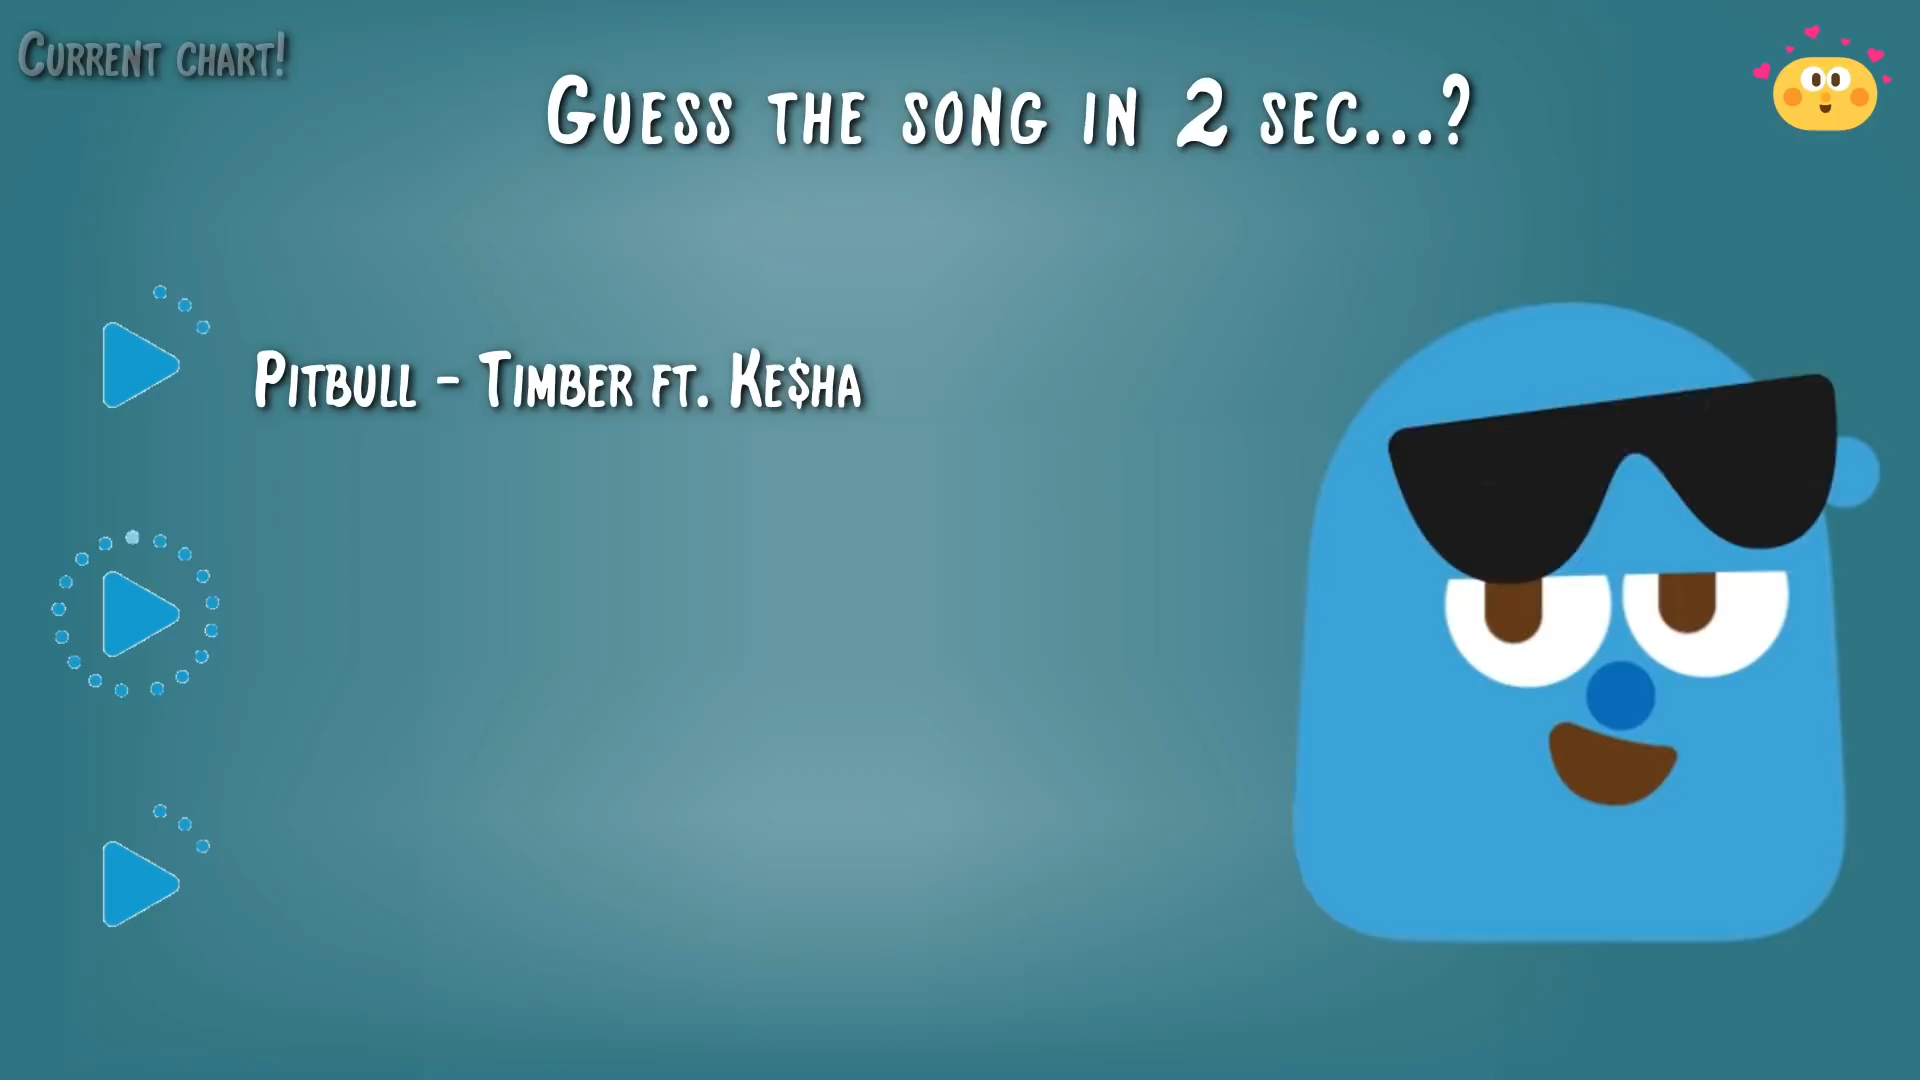 Current chart!
Guess the song in 2 sec...?
Pitbull - Timber ft. Ke$ha